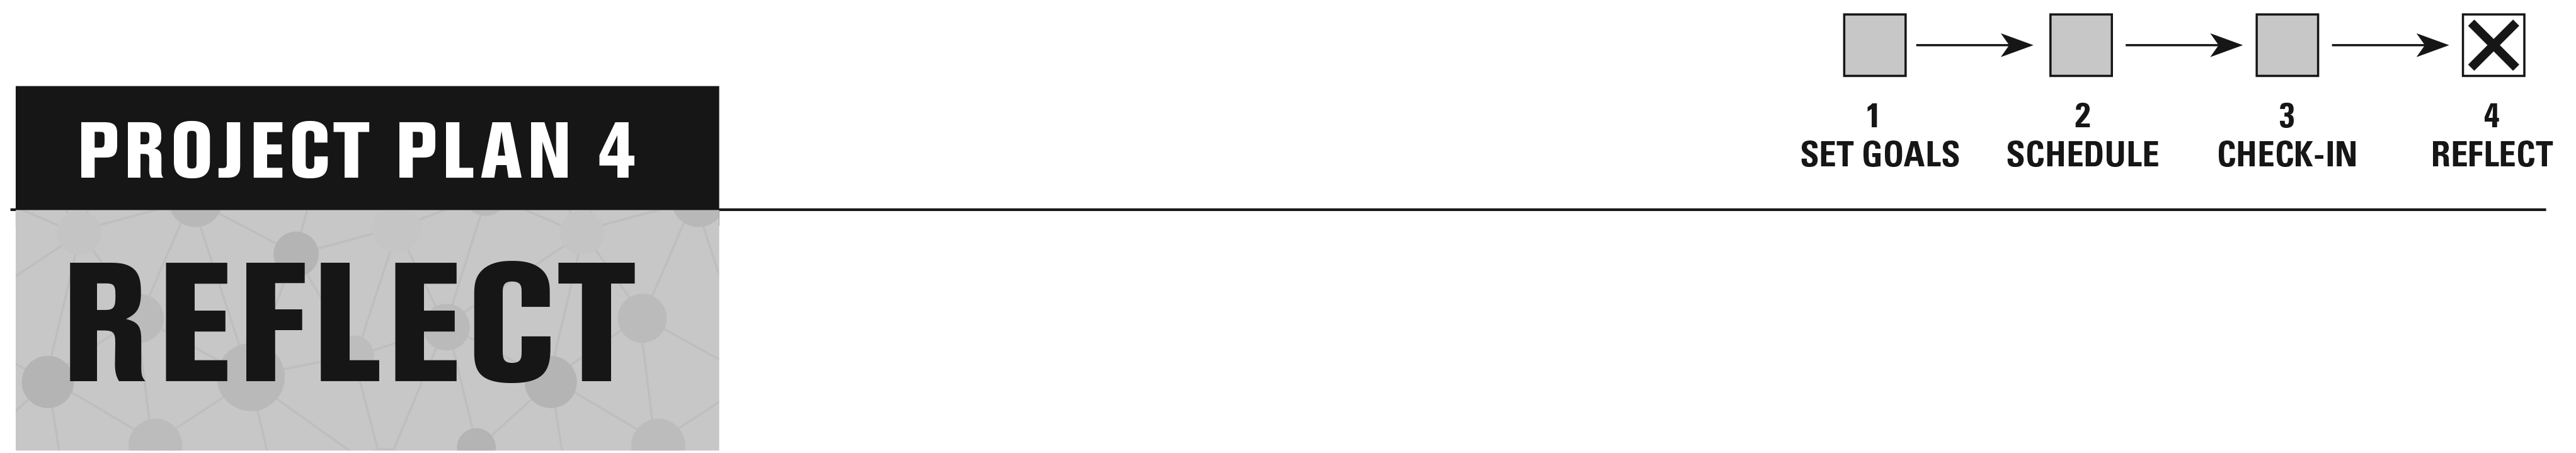 1 2 3 4
SET GOALS SCHEDULE CHECK-IN REFLECT
PROJECT PLAN 4
REFLECT